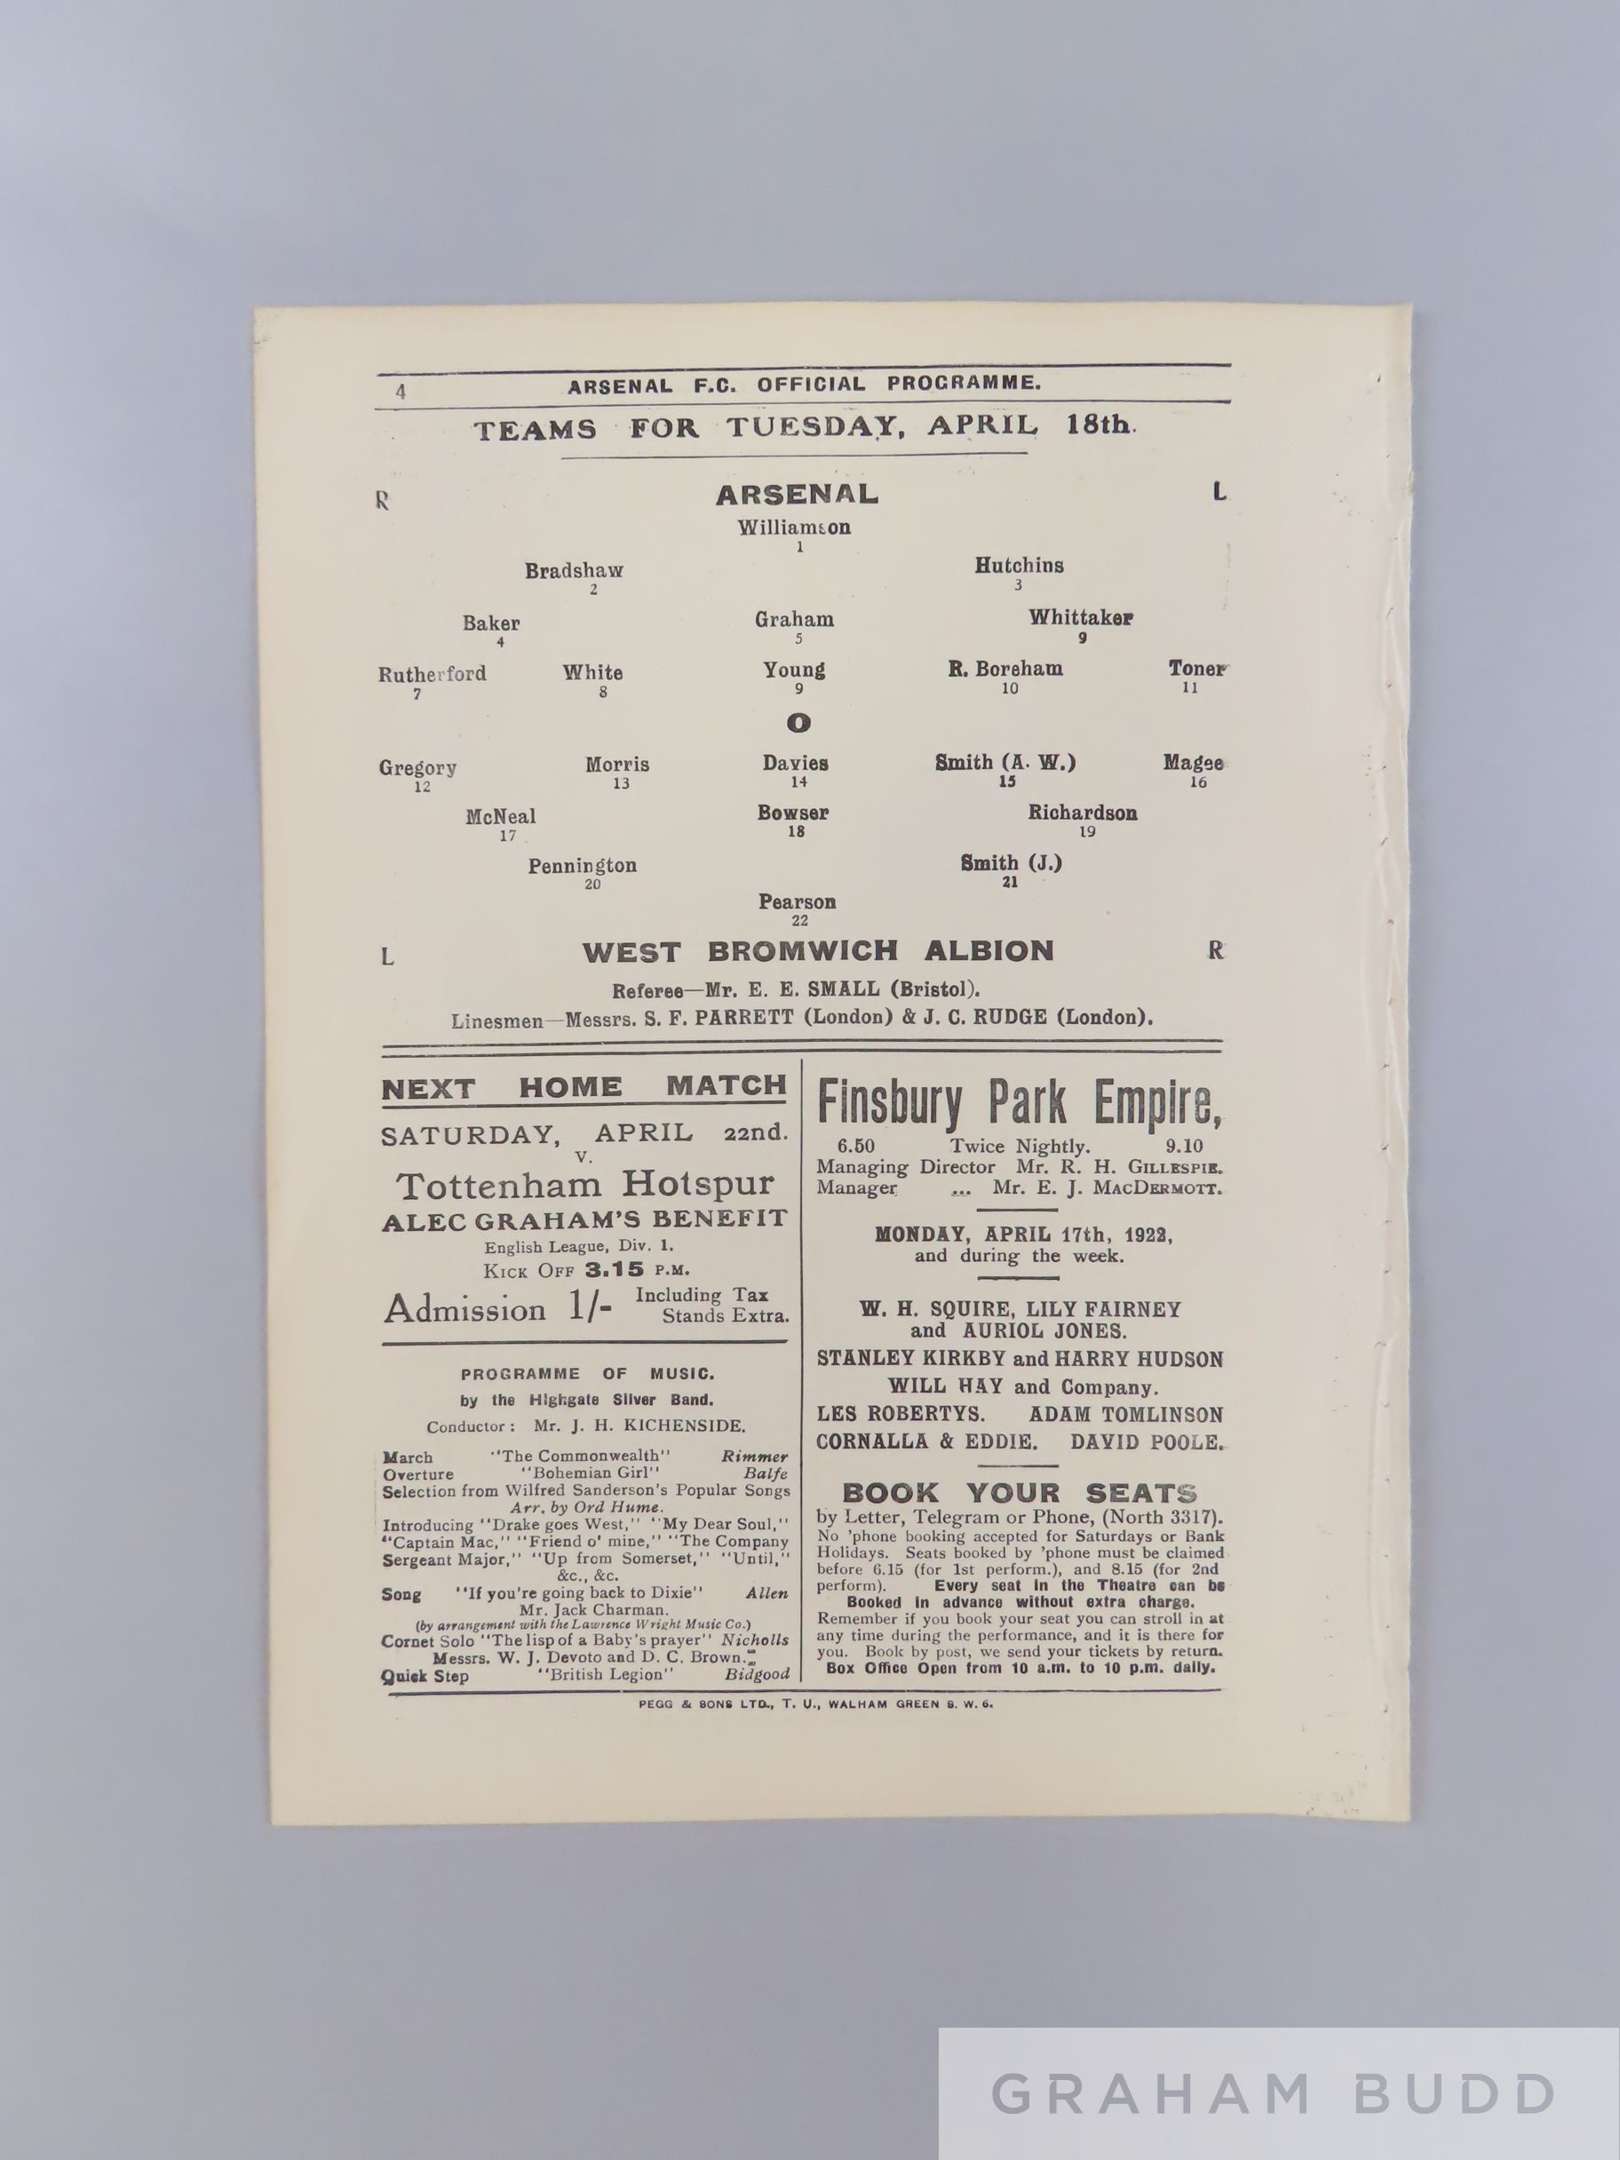 4 ARSENAL F.C. OFFICIAL PROGRAMME.
TEAMS FOR TUESDAY, APRIL 18th.
R ARSENAL L
Williamson
1
Bradshaw Hutchins
2 3
Baker Graham Whittaker
4 5 9
Rutherford White Young R. Boreham Toner
7 8 9 10 11
O
Gregory Morris Davies Smith (A. W.) Magee
12 13 14 15 16
McNeal Bowser Richardson
17 18 19
Pennington Smith (J.)
20 21
Pearson
22
L WEST BROMWICH ALBION R
Referee—Mr. E. E. SMALL (Bristol).
Linesmen—Messrs. S. F. PARRETT (London) & J. C. RUDGE (London).
NEXT HOME MATCH
SATURDAY, APRIL 22nd.
V.
Tottenham Hotspur
ALEC GRAHAM'S BENEFIT
English League, Div. 1.
KICK OFF 3.15 P.M.
Admission 1/- Including Tax
Stands Extra.
PROGRAMME OF MUSIC.
by the Highgate Silver Band.
Conductor: Mr. J. H. KICHENSIDE.
March "The Commonwealth" Rimmer
Overture "Bohemian Girl" Balfe
Selection from Wilfred Sanderson's Popular Songs
Arr. by Ord Hume.
Introducing "Drake goes West," "My Dear Soul,"
"Captain Mac," "Friend o' mine," "The Company
Sergeant Major," "Up from Somerset," "Until,"
&c., &c.
Song "If you're going back to Dixie" Allen
Mr. Jack Charman.
(by arrangement with the Lawrence Wright Music Co.)
Cornet Solo "The lisp of a Baby's prayer" Nicholls
Messrs. W. J. Devoto and D. C. Brown.
Quick Step "British Legion" Bidgood
Finsbury Park Empire,
6.50 Twice Nightly. 9.10
Managing Director Mr. R. H. GILLESPIE.
Manager ... Mr. E. J. MACDERMOTT.
MONDAY, APRIL 17th, 1922,
and during the week.
W. H. SQUIRE, LILY FAIRNEY
and AURIOL JONES.
STANLEY KIRKBY and HARRY HUDSON
WILL HAY and Company.
LES ROBERTYS. ADAM TOMLINSON
CORNALLA & EDDIE. DAVID POOLE.
BOOK YOUR SEATS
by Letter, Telegram or Phone, (North 3317).
No 'phone booking accepted for Saturdays or Bank
Holidays. Seats booked by 'phone must be claimed
before 6.15 (for 1st perform.), and 8.15 (for 2nd
perform). Every seat in the Theatre can be
Booked in advance without extra charge.
Remember if you book your seat you can stroll in at
any time during the performance, and it is there for
you. Book by post, we send your tickets by return.
Box Office Open from 10 a.m. to 10 p.m. daily.
PEGG & SONS LTD., T. U., WALHAM GREEN S. W. 6.
GRAHAM BUDD